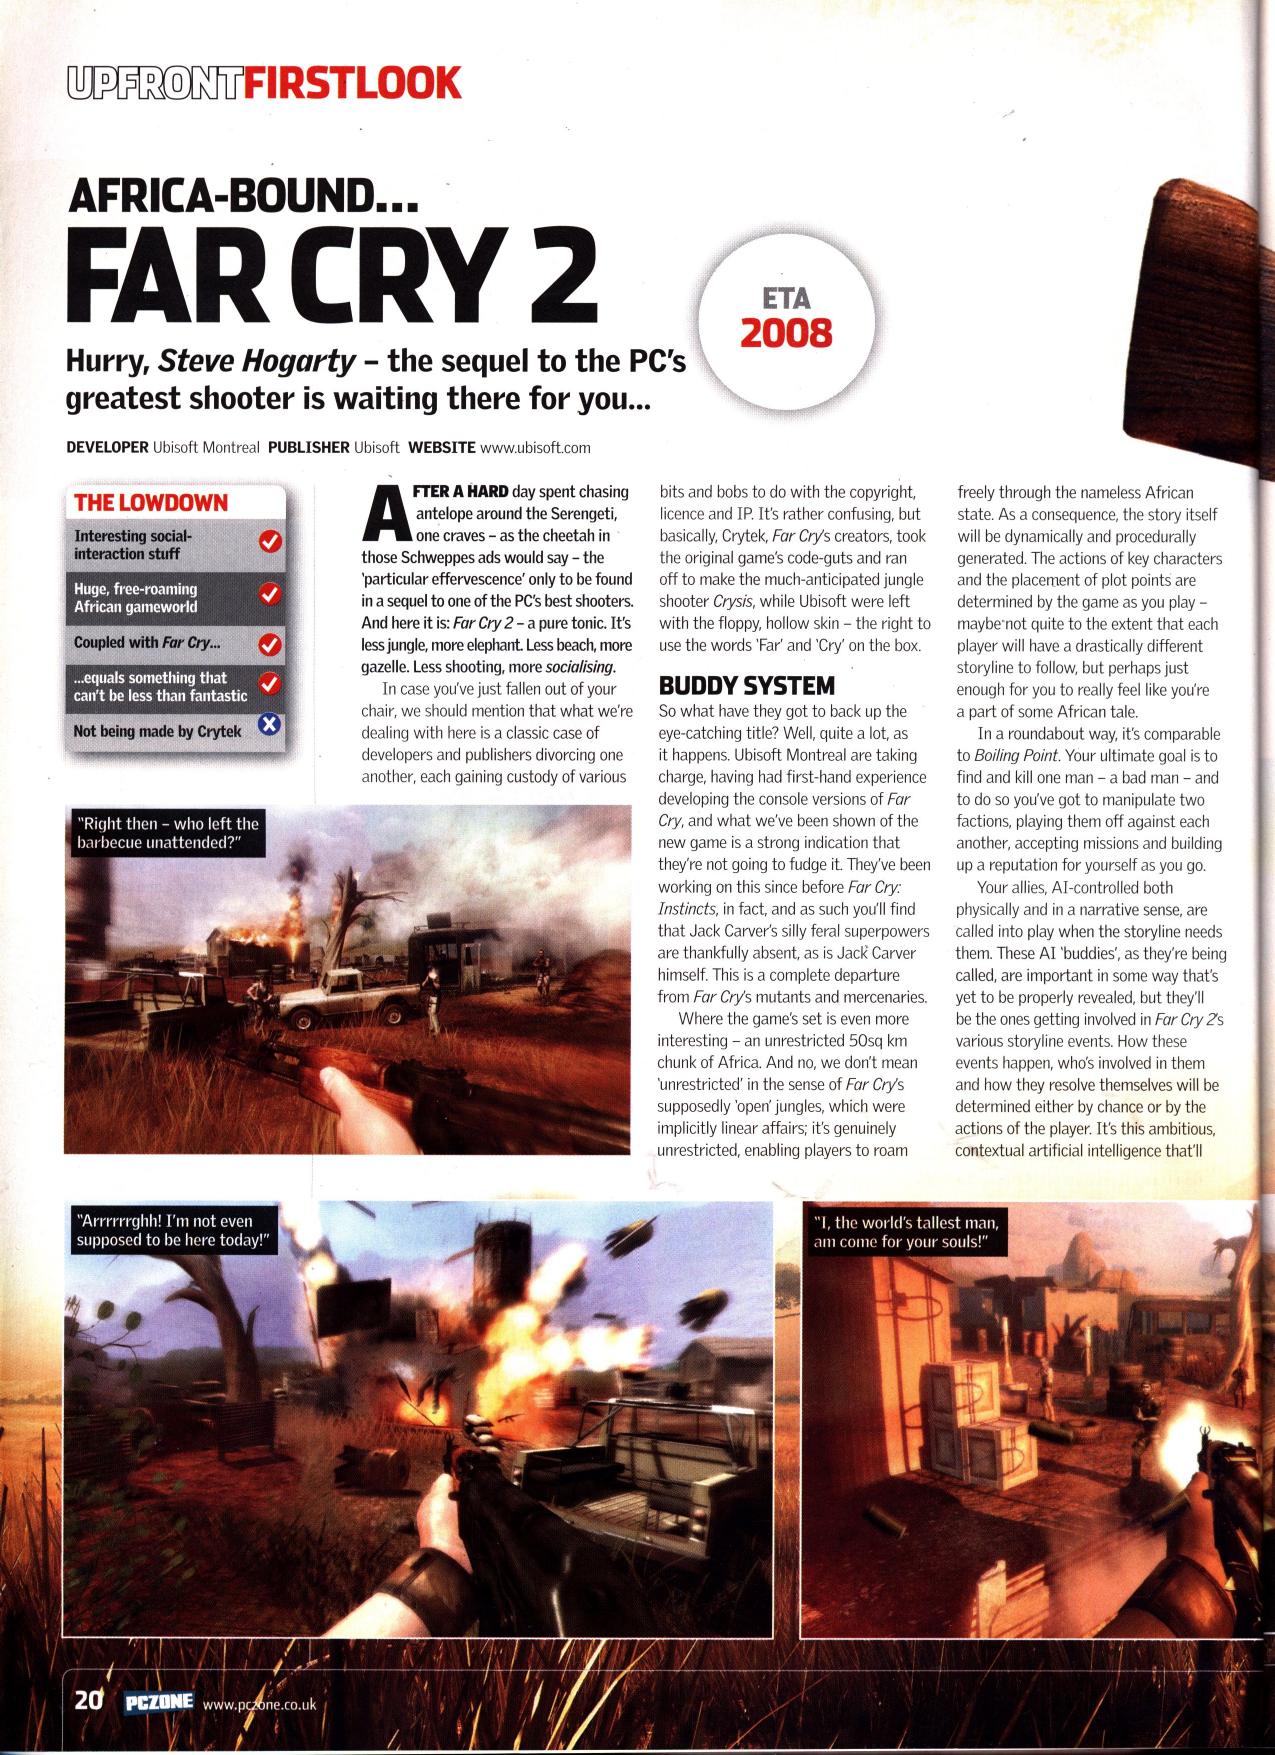 UPFRONTFIRSTLOOK
AFRICA-BOUND...
FAR CRY 2
Hurry, Steve Hogarty – the sequel to the PC's
greatest shooter is waiting there for you...
ETA
2008
DEVELOPER Ubisoft Montreal PUBLISHER Ubisoft WEBSITE www.ubisoft.com
THE LOWDOWN
Interesting social-
interaction stuff
Huge, free-roaming
African gameworld
Coupled with Far Cry...
...equals something that
can't be less than fantastic
Not being made by Crytek
AFTER A HARD day spent chasing
antelope around the Serengeti,
one craves – as the cheetah in
those Schweppes ads would say – the
'particular effervescence' only to be found
in a sequel to one of the PC's best shooters.
And here it is: Far Cry 2 – a pure tonic. It's
less jungle, more elephant. Less beach, more
gazelle. Less shooting, more socialising.
In case you've just fallen out of your
chair, we should mention that what we're
dealing with here is a classic case of
developers and publishers divorcing one
another, each gaining custody of various
bits and bobs to do with the copyright,
licence and IP. It's rather confusing, but
basically, Crytek, Far Cry's creators, took
the original game's code-guts and ran
off to make the much-anticipated jungle
shooter Crysis, while Ubisoft were left
with the floppy, hollow skin – the right to
use the words 'Far' and 'Cry' on the box.
BUDDY SYSTEM
So what have they got to back up the
eye-catching title? Well, quite a lot, as
it happens. Ubisoft Montreal are taking
charge, having had first-hand experience
developing the console versions of Far
Cry, and what we've been shown of the
new game is a strong indication that
they're not going to fudge it. They've been
working on this since before Far Cry:
Instincts, in fact, and as such you'll find
that Jack Carver's silly feral superpowers
are thankfully absent, as is Jack Carver
himself. This is a complete departure
from Far Cry's mutants and mercenaries.
Where the game's set is even more
interesting – an unrestricted 50sq km
chunk of Africa. And no, we don't mean
'unrestricted' in the sense of Far Cry's
supposedly 'open' jungles, which were
implicitly linear affairs; it's genuinely
unrestricted, enabling players to roam
freely through the nameless African
state. As a consequence, the story itself
will be dynamically and procedurally
generated. The actions of key characters
and the placement of plot points are
determined by the game as you play –
maybe not quite to the extent that each
player will have a drastically different
storyline to follow, but perhaps just
enough for you to really feel like you're
a part of some African tale.
In a roundabout way, it's comparable
to Boiling Point. Your ultimate goal is to
find and kill one man – a bad man – and
to do so you've got to manipulate two
factions, playing them off against each
another, accepting missions and building
up a reputation for yourself as you go.
Your allies, AI-controlled both
physically and in a narrative sense, are
called into play when the storyline needs
them. These AI 'buddies', as they're being
called, are important in some way that's
yet to be properly revealed, but they'll
be the ones getting involved in Far Cry 2's
various storyline events. How these
events happen, who's involved in them
and how they resolve themselves will be
determined either by chance or by the
actions of the player. It's this ambitious,
contextual artificial intelligence that'll
"Right then – who left the
barbecue unattended?"
"Arrrrrrghh! I'm not even
supposed to be here today!"
"I, the world's tallest man,
am come for your souls!"
20 PCZONE www.pczone.co.uk